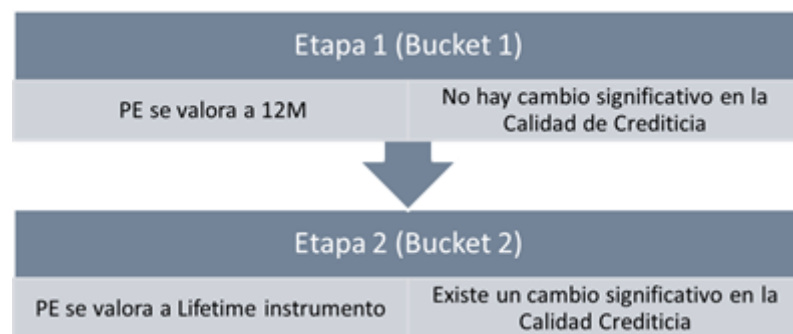 Etapa 1 (Bucket 1)
PE se valora a 12M
No hay cambio significativo en la
Calidad de Crediticia
Etapa 2 (Bucket 2)
PE se valora a Lifetime instrumento
Existe un cambio significativo en la
Calidad Crediticia